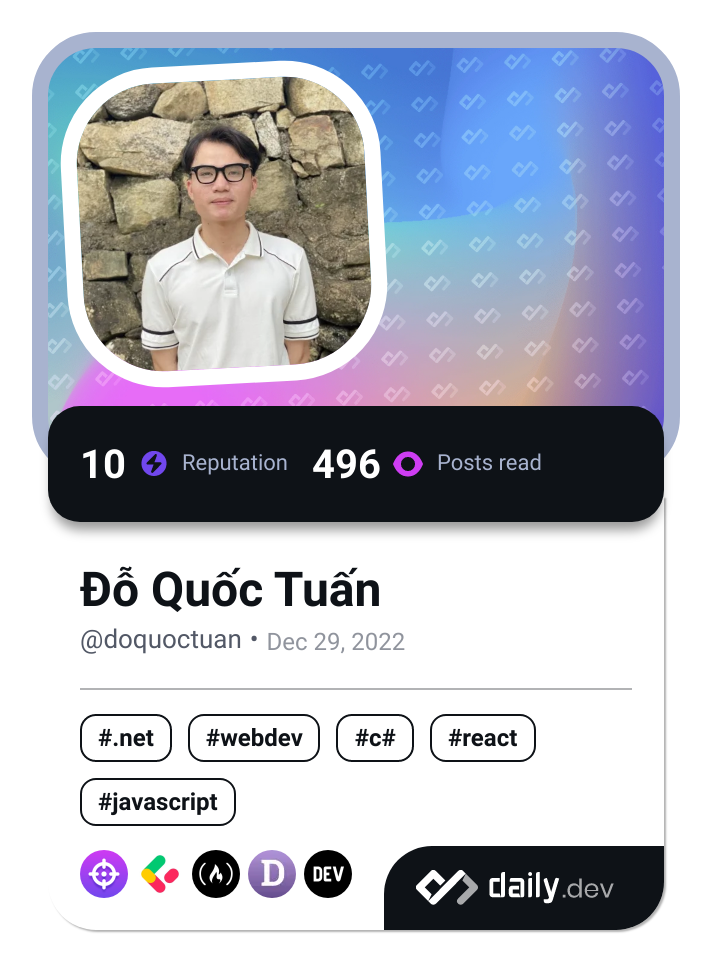 10 Reputation 496 Posts read
Đỗ Quốc Tuấn
@doquoctuan • Dec 29, 2022
#.net #webdev #c# #react
#javascript
D DEV
daily.dev